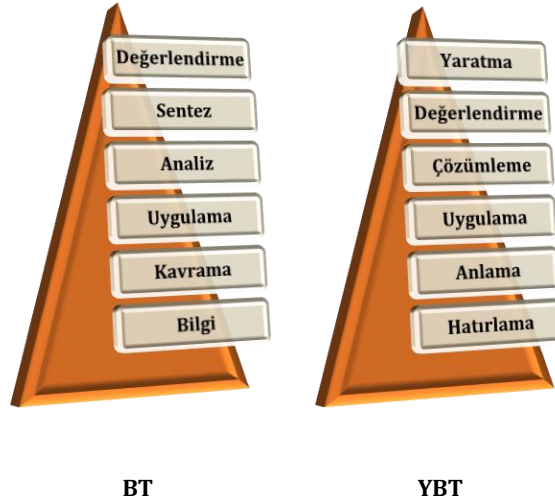 Değerlendirme
Sentez
Analiz
Uygulama
Kavrama
Bilgi
BT
Yaratma
Değerlendirme
Çözümleme
Uygulama
Anlama
Hatırlama
YBT